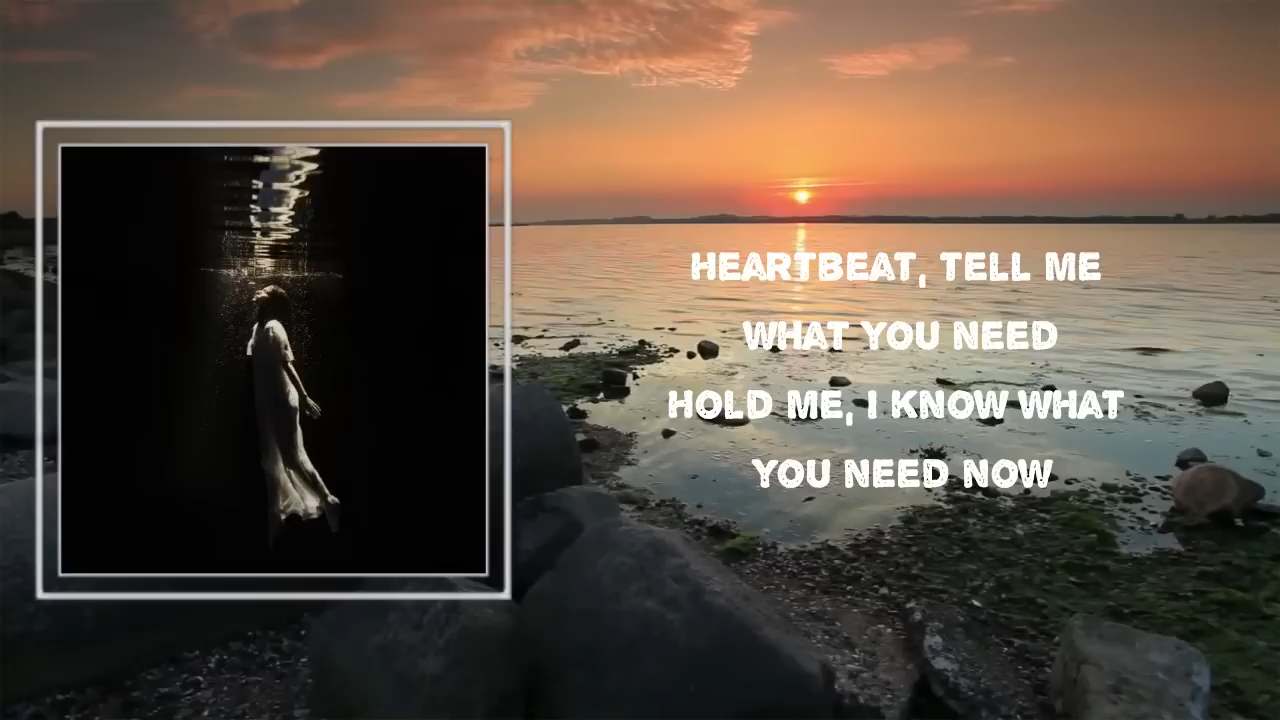 HEARTBEAT, TELL ME
WHAT YOU NEED
HOLD ME, I KNOW WHAT
YOU NEED NOW